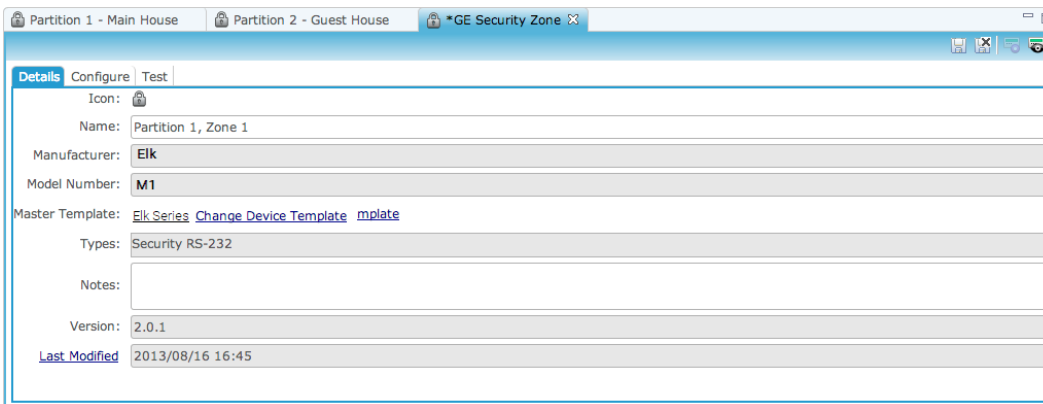 Partition 1 - Main House Partition 2 - Guest House *GE Security Zone
Details Configure Test
Icon:
Name: Partition 1, Zone 1
Manufacturer: Elk
Model Number: M1
Master Template: Elk Series Change Device Template mplate
Types: Security RS-232
Notes:
Version: 2.0.1
Last Modified 2013/08/16 16:45